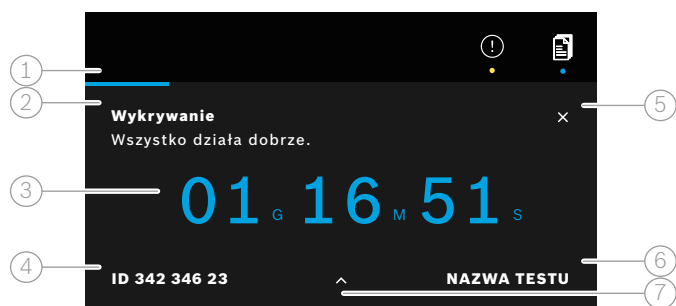 1
2
Wykrywanie
5
Wszystko działa dobrze.
3
01 G 16 M 51 S
4
6
ID 342 346 23
NAZWA TESTU
7